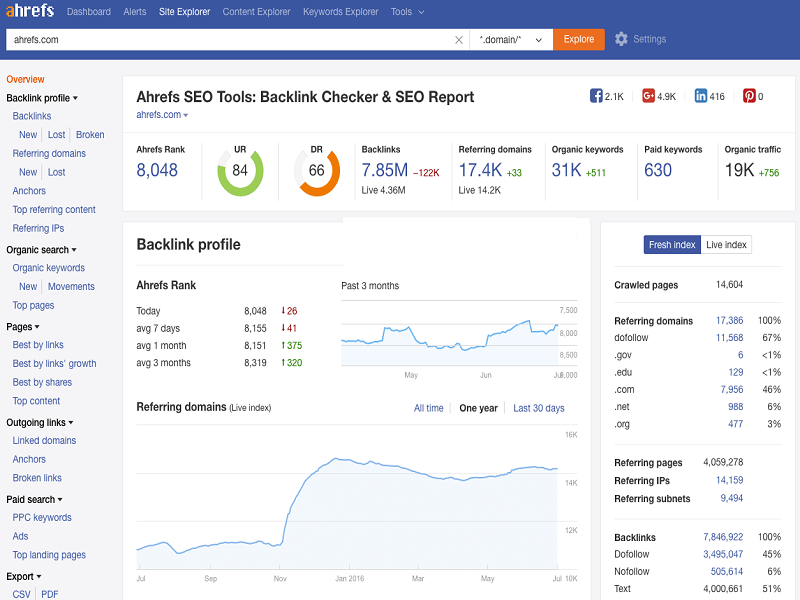 ahrefs Dashboard Alerts Site Explorer Content Explorer Keywords Explorer Tools
ahrefs.com *.domain/* Explore Settings
Overview
Backlink profile
Backlinks
New Lost Broken
Referring domains
New Lost
Anchors
Top referring content
Referring IPs
Organic search
Organic keywords
New Movements
Top pages
Pages
Best by links
Best by links' growth
Best by shares
Top content
Outgoing links
Linked domains
Anchors
Broken links
Paid search
PPC keywords
Ads
Top landing pages
Export
CSV PDF
Ahrefs SEO Tools: Backlink Checker & SEO Report
ahrefs.com
2.1K 4.9K 416 0
Ahrefs Rank
8,048
UR
84
DR
66
Backlinks
7.85M -122K
Live 4.36M
Referring domains
17.4K +33
Live 14.2K
Organic keywords
31K +511
Paid keywords
630
Organic traffic
19K +756
Backlink profile
Ahrefs Rank
Today 8,048 26
avg 7 days 8,155 41
avg 1 month 8,151 375
avg 3 months 8,319 320
Past 3 months
7,500
8,000
8,500
9,000
May Jun Jul
Referring domains (Live index)
All time One year Last 30 days
16K
14K
12K
10K
Jul Sep Nov Jan 2016 Mar May Jul
Fresh index Live index
Crawled pages 14,604
Referring domains 17,386 100%
dofollow 11,568 67%
.gov 6 <1%
.edu 129 <1%
.com 7,956 46%
.net 988 6%
.org 477 3%
Referring pages 4,059,278
Referring IPs 14,159
Referring subnets 9,494
Backlinks 7,846,922 100%
Dofollow 3,495,047 45%
Nofollow 505,614 6%
Text 4,000,661 51%